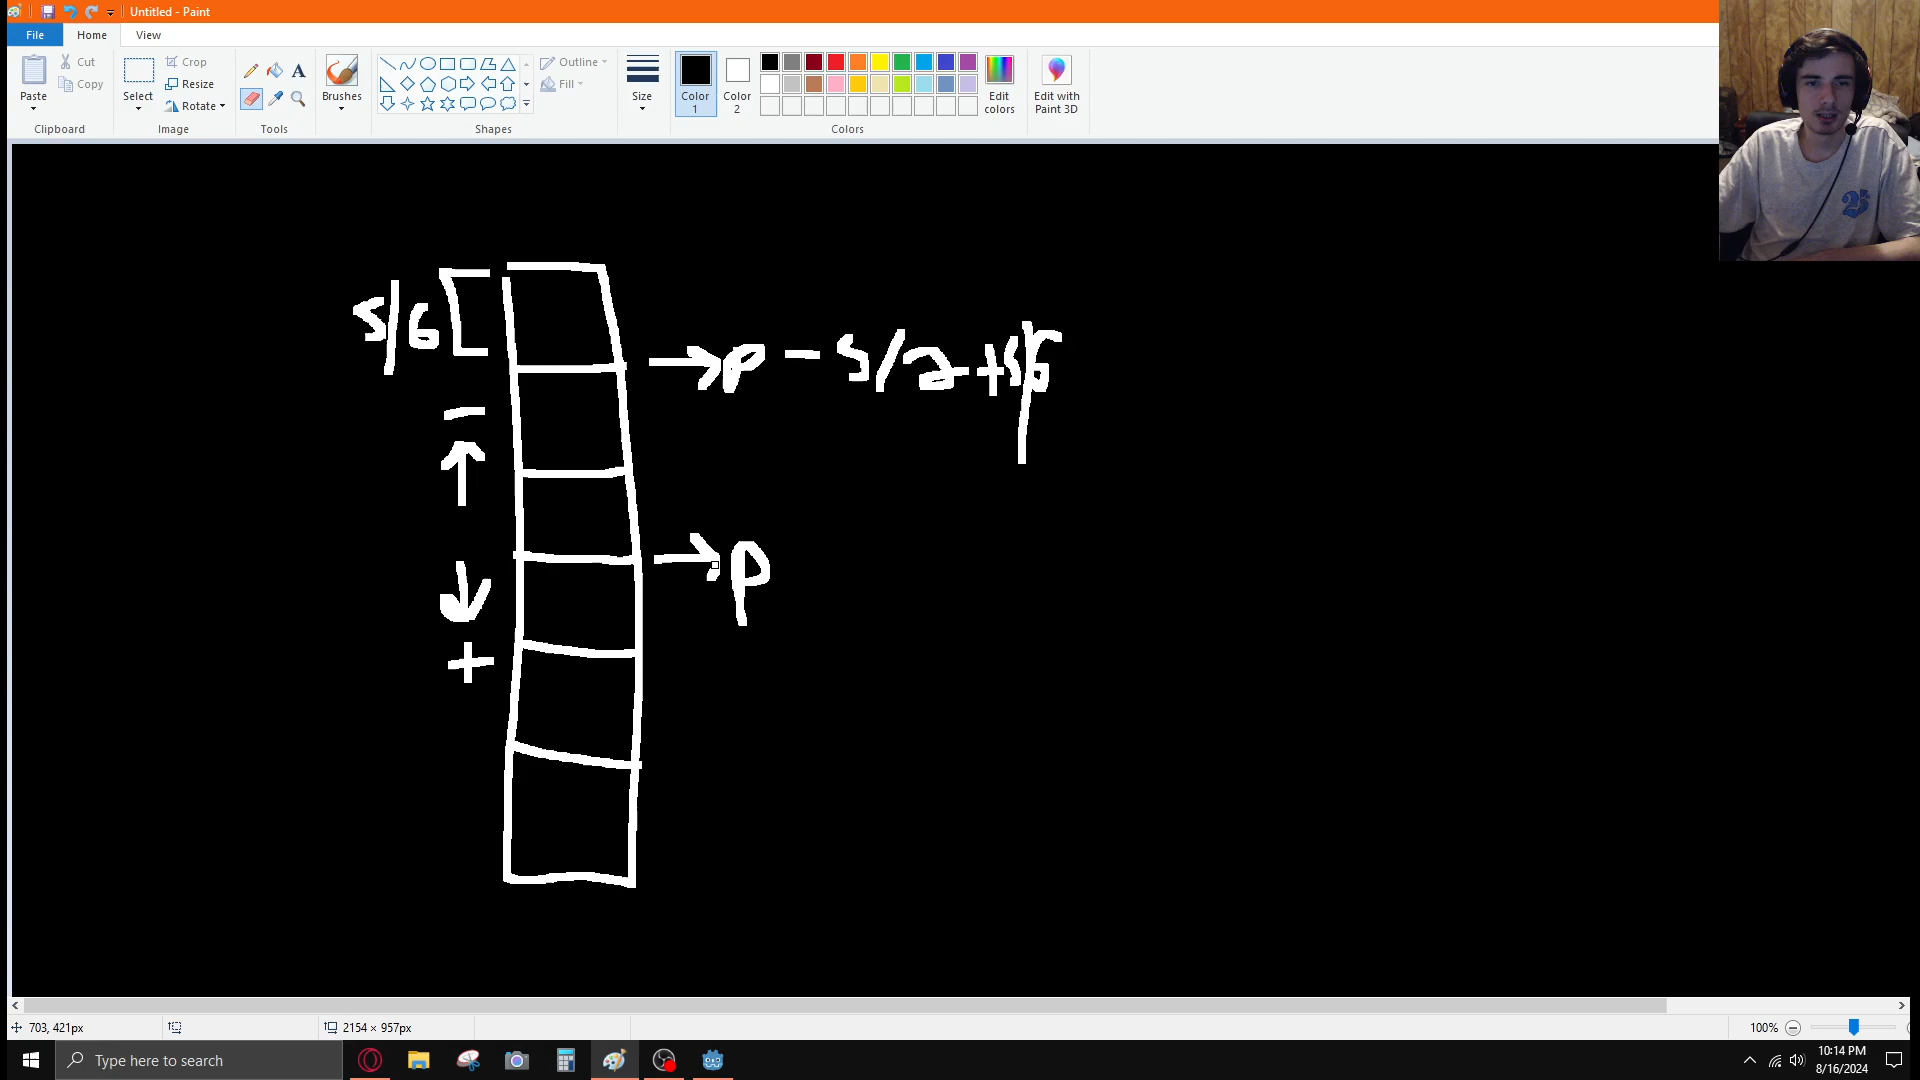 Untitled - Paint
File Home View
Paste Cut Copy Clipboard
Select Crop Resize Rotate Image
A Tools
Brushes
Outline Fill Shapes
Size
Color 1 Color 2 Edit colors Colors
Edit with Paint 3D
25
S/6
→ P - S/2 + S/6
-
→ P
+
703, 421px 2154 × 957px 100%
Type here to search 10:14 PM
8/16/2024